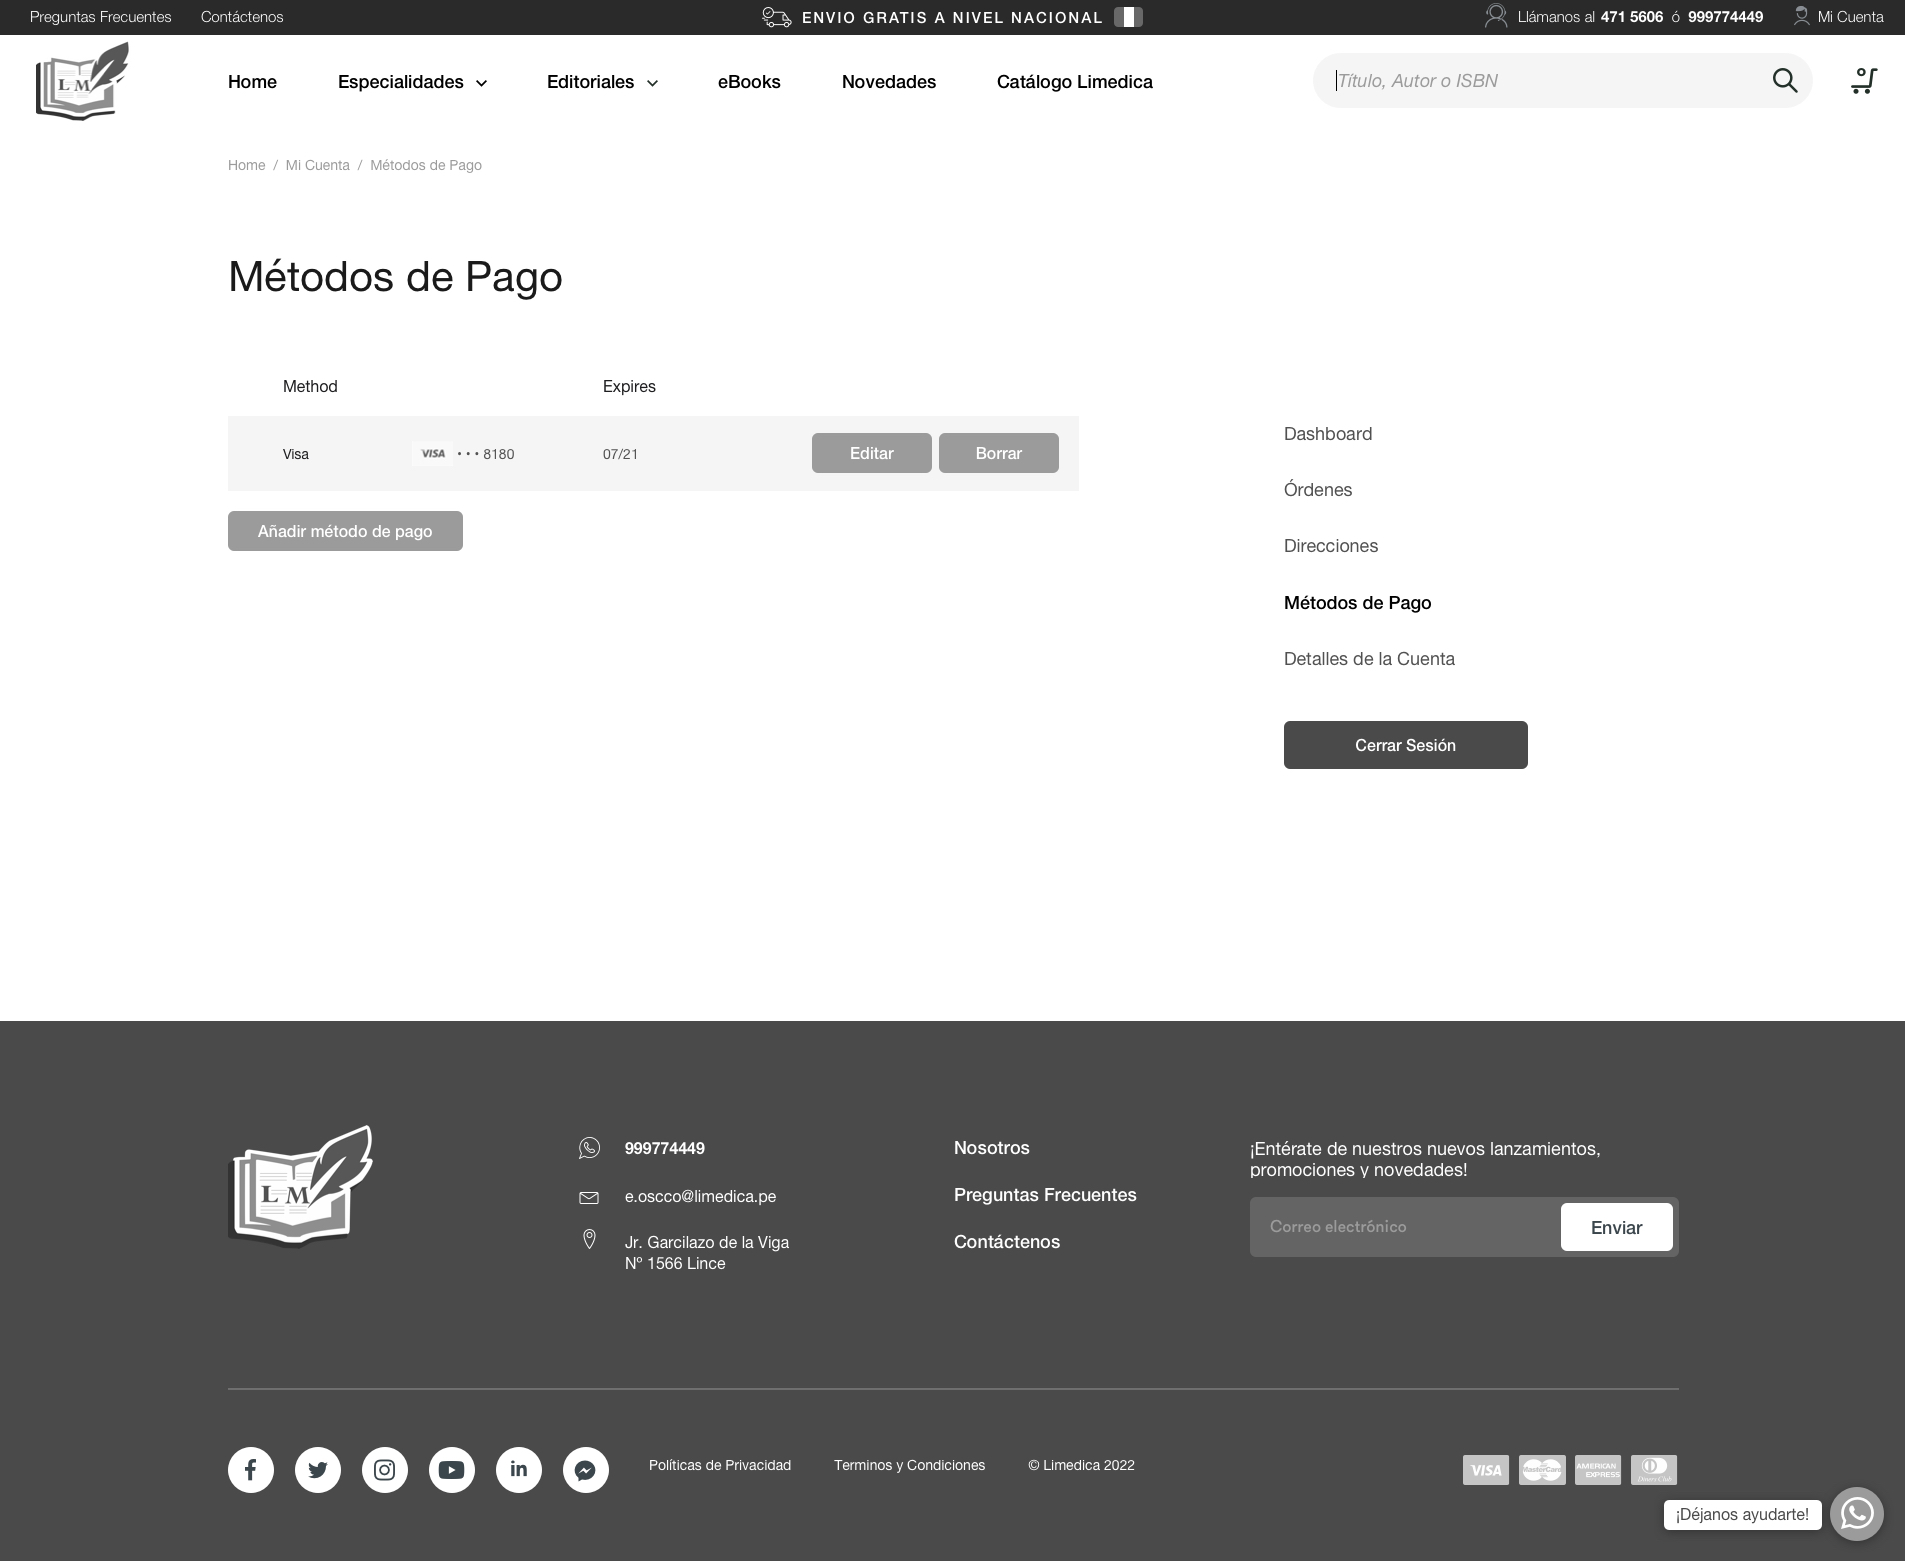 Preguntas Frecuentes Contáctenos ENVIO GRATIS A NIVEL NACIONAL Llámanos al 471 5606 ó 999774449 Mi Cuenta
LM
Home Especialidades Editoriales eBooks Novedades Catálogo Limedica Título, Autor o ISBN
Home / Mi Cuenta / Métodos de Pago
Métodos de Pago
Method Expires
Visa VISA • • • 8180 07/21 Editar Borrar
Añadir método de pago
Dashboard
Órdenes
Direcciones
Métodos de Pago
Detalles de la Cuenta
Cerrar Sesión
LM
999774449
e.oscco@limedica.pe
Jr. Garcilazo de la Viga
Nº 1566 Lince
Nosotros
Preguntas Frecuentes
Contáctenos
¡Entérate de nuestros nuevos lanzamientos,
promociones y novedades!
Correo electrónico Enviar
Políticas de Privacidad Terminos y Condiciones © Limedica 2022
VISA MasterCard AMERICAN EXPRESS Diners Club
¡Déjanos ayudarte!